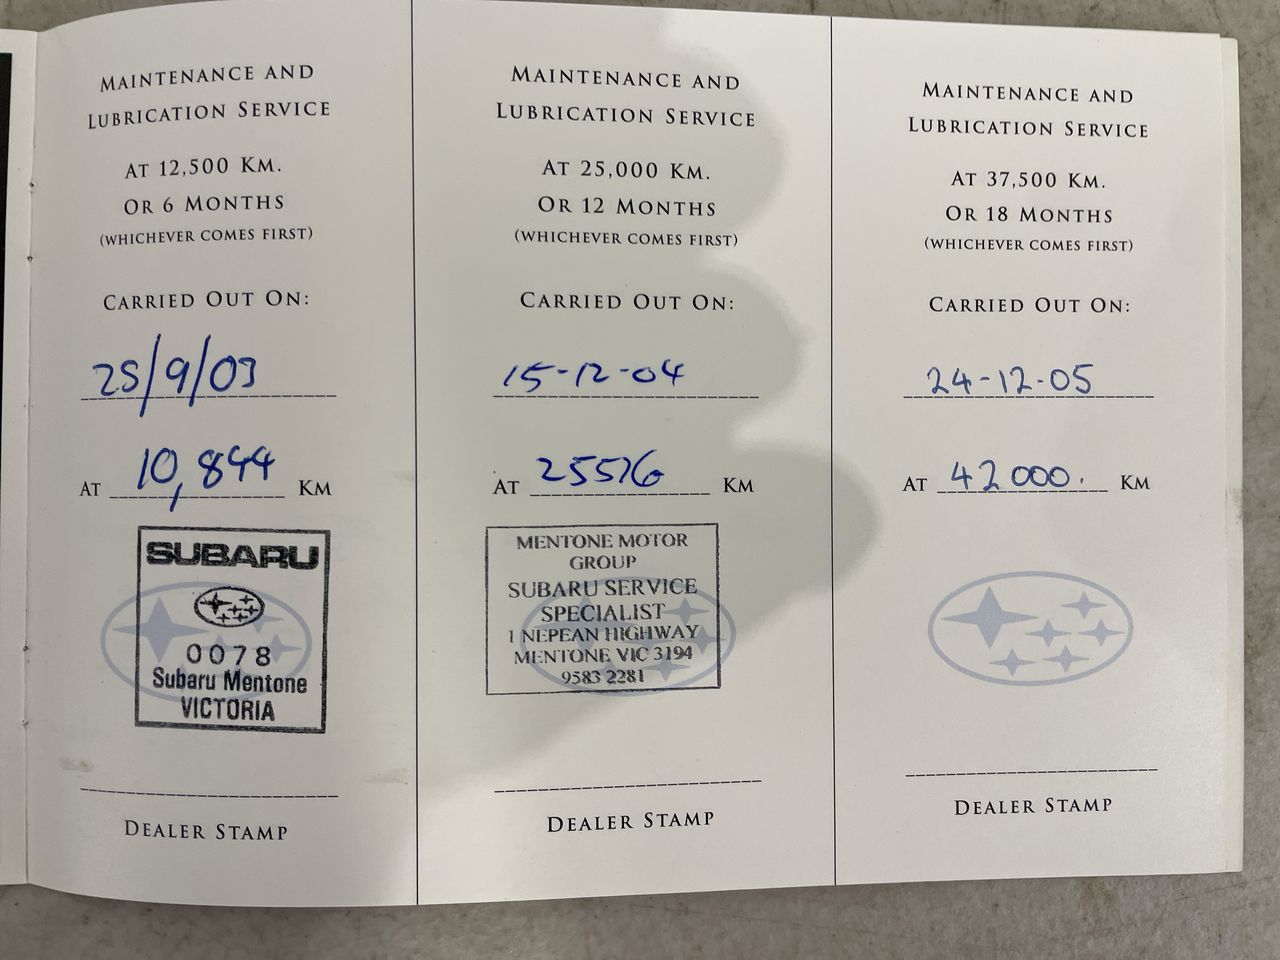 MAINTENANCE AND
LUBRICATION SERVICE
AT 12,500 KM.
OR 6 MONTHS
(WHICHEVER COMES FIRST)
CARRIED OUT ON:
25/9/03
AT 10,844 KM
SUBARU
0078
Subaru Mentone
VICTORIA
DEALER STAMP
MAINTENANCE AND
LUBRICATION SERVICE
AT 25,000 KM.
OR 12 MONTHS
(WHICHEVER COMES FIRST)
CARRIED OUT ON:
15-12-04
AT 25576 KM
MENTONE MOTOR
GROUP
SUBARU SERVICE
SPECIALIST
1 NEPEAN HIGHWAY
MENTONE VIC 3194
9583 2281
DEALER STAMP
MAINTENANCE AND
LUBRICATION SERVICE
AT 37,500 KM.
OR 18 MONTHS
(WHICHEVER COMES FIRST)
CARRIED OUT ON:
24-12-05
AT 42000. KM
DEALER STAMP